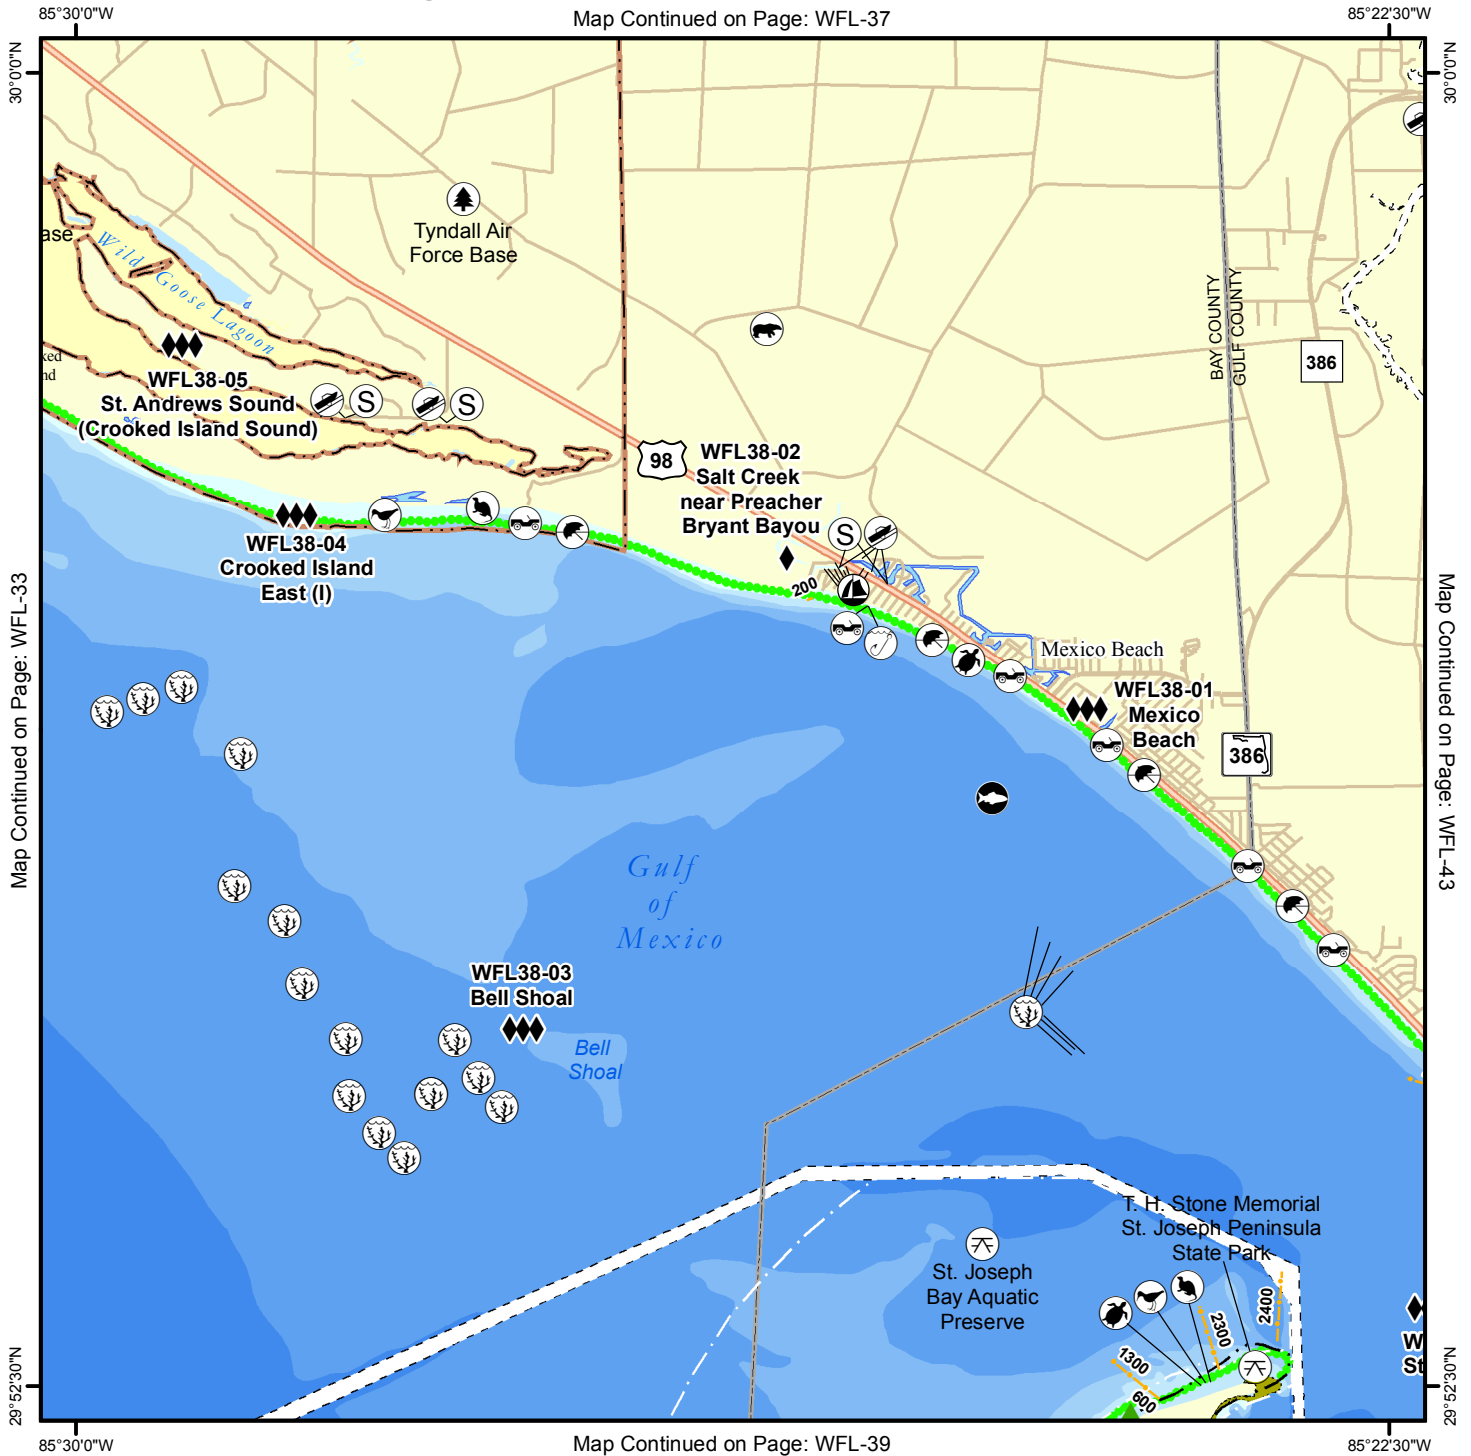 85°30'0"W
Map Continued on Page: WFL-37
85°22'30"W
30°0'0"N
30°0'0"N
Tyndall Air
Force Base
ase
Wild Goose Lagoon
BAY COUNTY
GULF COUNTY
386
ked
nd
WFL38-05
St. Andrews Sound
(Crooked Island Sound)
S
S
98
WFL38-02
Salt Creek
near Preacher
Bryant Bayou
S
WFL38-04
Crooked Island
East (I)
200
Map Continued on Page: WFL-33
Map Continued on Page: WFL-43
Mexico Beach
WFL38-01
Mexico
Beach
386
Gulf
of
Mexico
WFL38-03
Bell Shoal
Bell
Shoal
T. H. Stone Memorial
St. Joseph Peninsula
State Park
St. Joseph
Bay Aquatic
Preserve
2400
2300
1300
600
W
St
29°52'30"N
29°52'30"N
85°30'0"W
Map Continued on Page: WFL-39
85°22'30"W